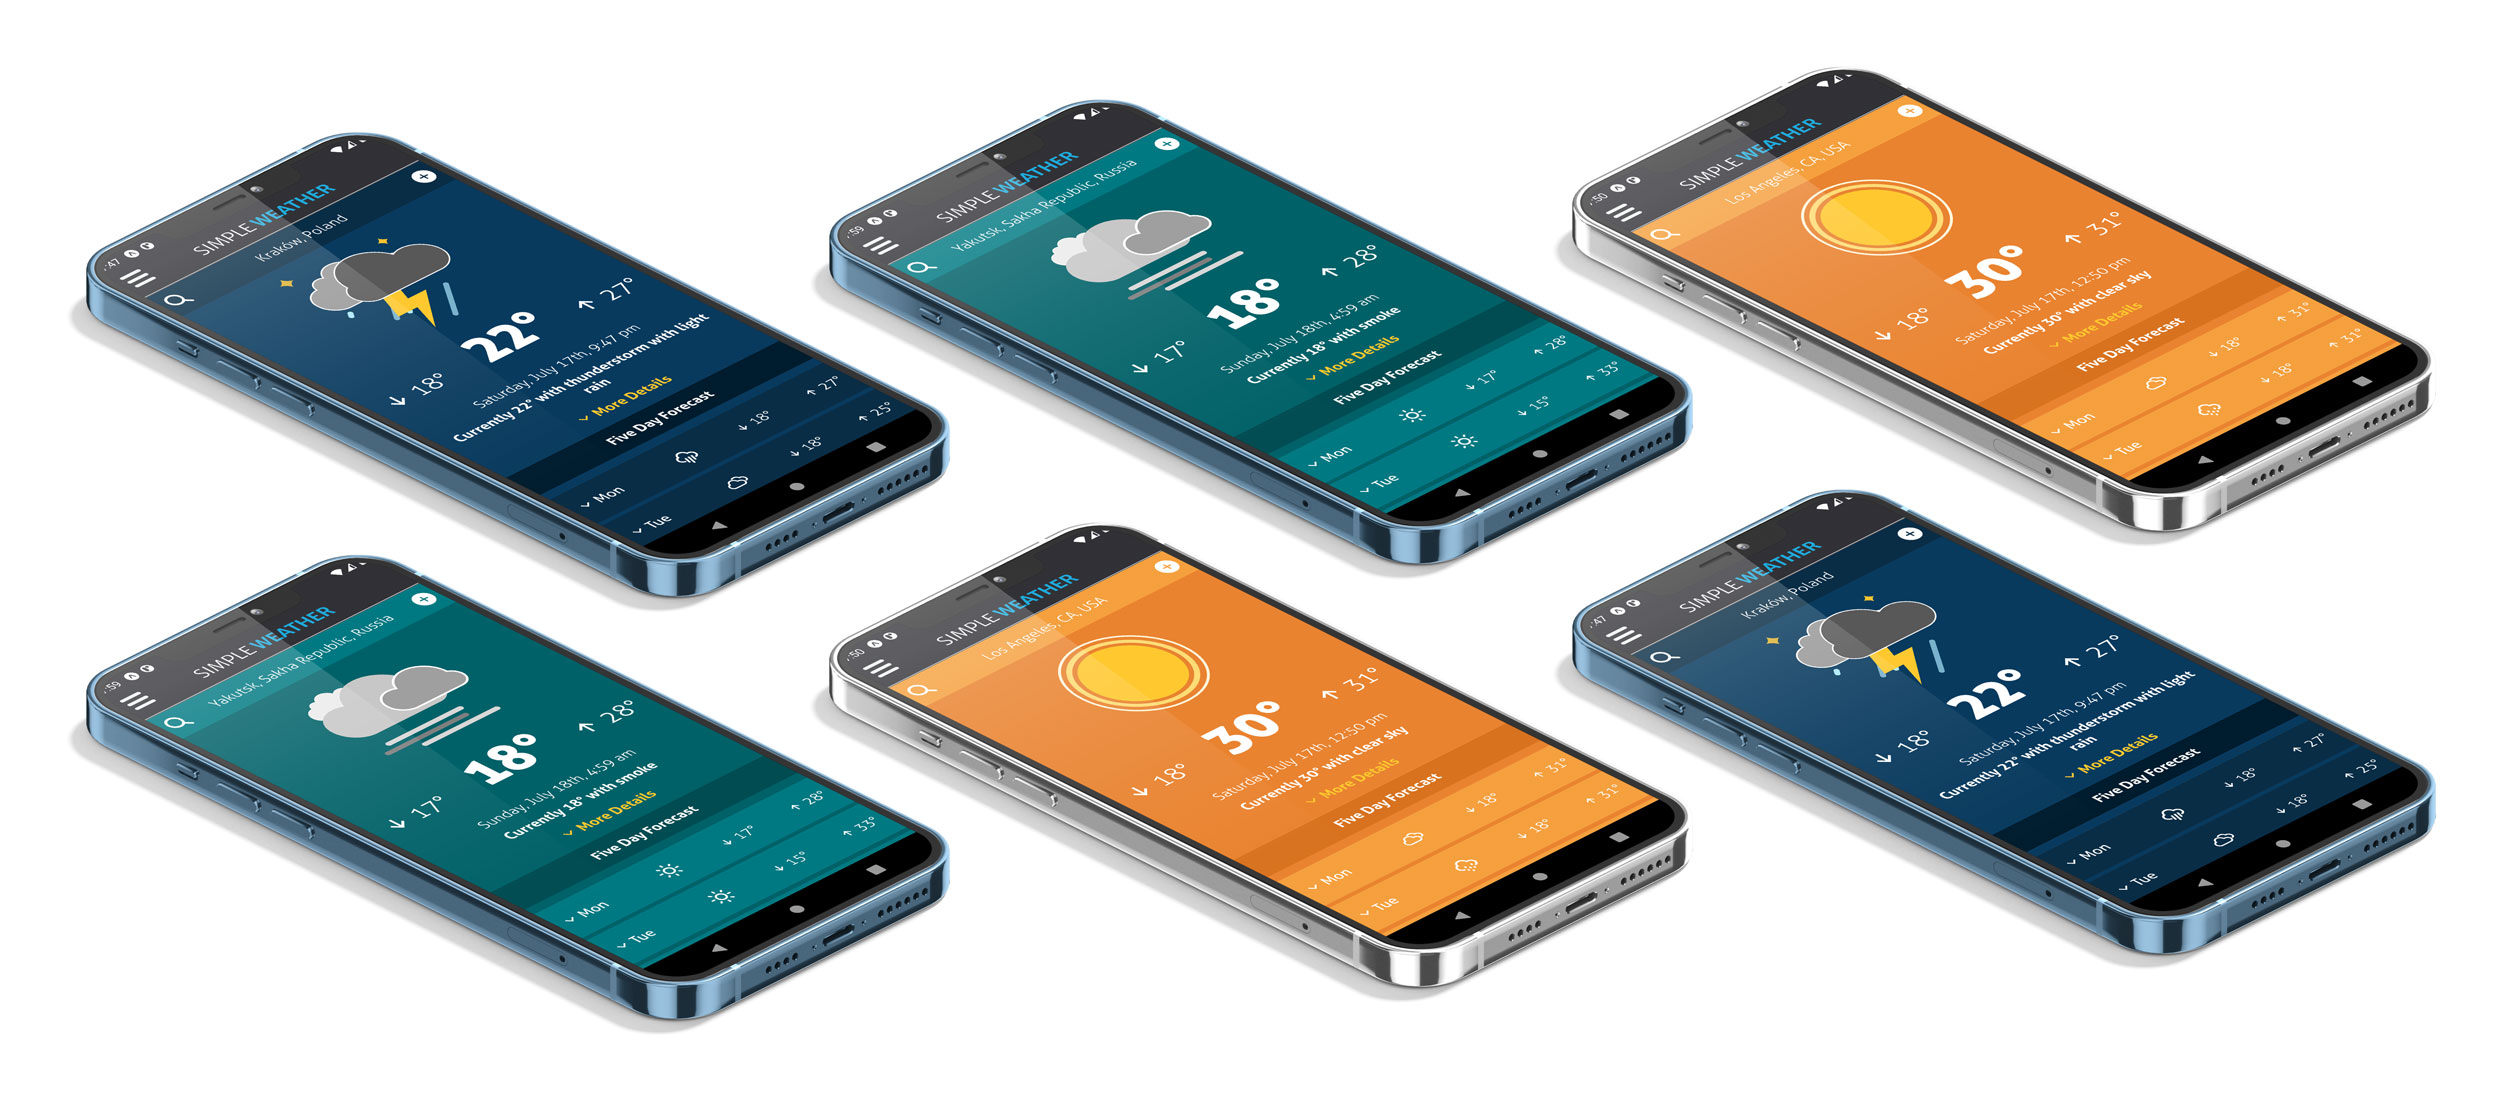 :47
SIMPLE WEATHER
Kraków, Poland
22°
↓ 18°
↑ 27°
Saturday, July 17th, 9:47 pm
Currently 22° with thunderstorm with light
rain
More Details
Five Day Forecast
Mon ↓ 18° ↑ 27°
Tue ↓ 18° ↑ 25°
:59
SIMPLE WEATHER
Yakutsk, Sakha Republic, Russia
18°
↓ 17°
↑ 28°
Sunday, July 18th, 4:59 am
Currently 18° with smoke
More Details
Five Day Forecast
Mon ↓ 17° ↑ 28°
Tue ↓ 15° ↑ 33°
:50
SIMPLE WEATHER
Los Angeles, CA, USA
30°
↓ 18°
↑ 31°
Saturday, July 17th, 12:50 pm
Currently 30° with clear sky
More Details
Five Day Forecast
Mon ↓ 18° ↑ 31°
Tue ↓ 18° ↑ 31°
:59
SIMPLE WEATHER
Yakutsk, Sakha Republic, Russia
18°
↓ 17°
↑ 28°
Sunday, July 18th, 4:59 am
Currently 18° with smoke
More Details
Five Day Forecast
Mon ↓ 17° ↑ 28°
Tue ↓ 15° ↑ 33°
:50
SIMPLE WEATHER
Los Angeles, CA, USA
30°
↓ 18°
↑ 31°
Saturday, July 17th, 12:50 pm
Currently 30° with clear sky
More Details
Five Day Forecast
Mon ↓ 18° ↑ 31°
Tue ↓ 18° ↑ 31°
:47
SIMPLE WEATHER
Kraków, Poland
22°
↓ 18°
↑ 27°
Saturday, July 17th, 9:47 pm
Currently 22° with thunderstorm with light
rain
More Details
Five Day Forecast
Mon ↓ 18° ↑ 27°
Tue ↓ 18° ↑ 25°